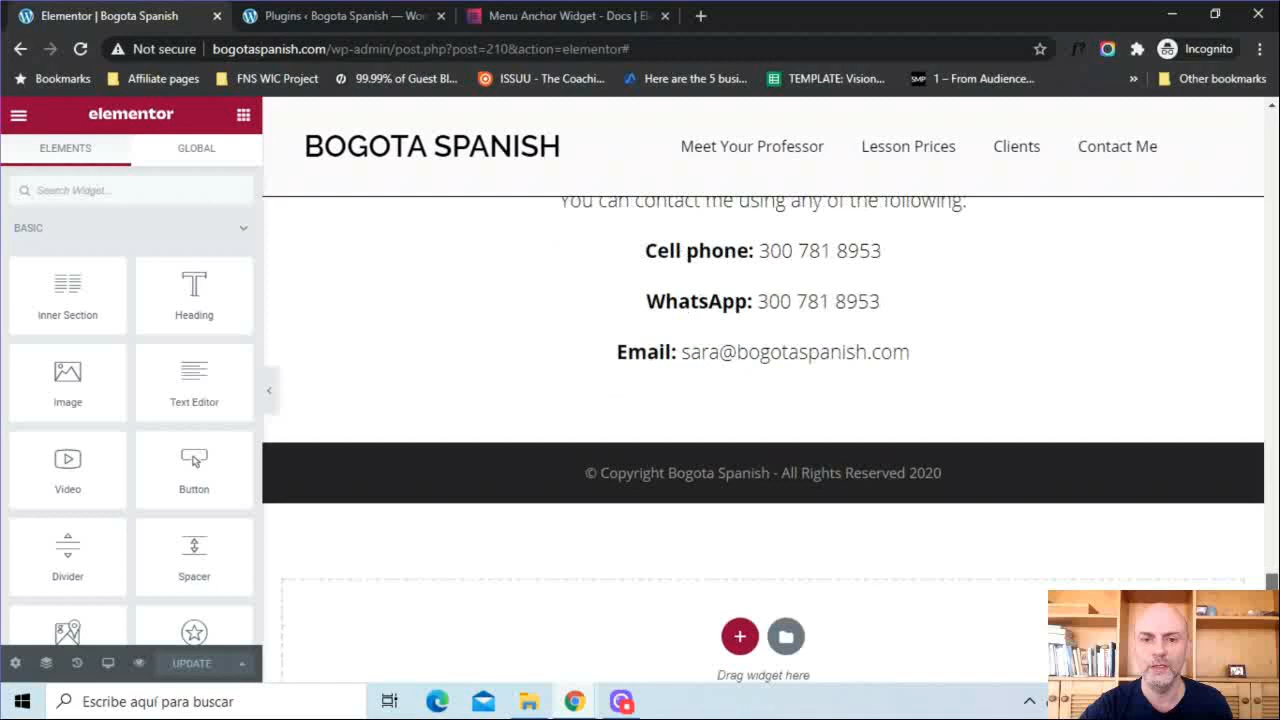 Elementor | Bogota Spanish
Plugins ‹ Bogota Spanish — Wor
Menu Anchor Widget - Docs | El
Not secure
bogotaspanish.com/wp-admin/post.php?post=210&action=elementor#
Incognito
Bookmarks
Affiliate pages
FNS WIC Project
99.99% of Guest Bl...
ISSUU - The Coachi...
Here are the 5 busi...
TEMPLATE: Vision...
SMP
1 – From Audience...
»
Other bookmarks
elementor
ELEMENTS
GLOBAL
Search Widget...
BASIC
Inner Section
Heading
Image
Text Editor
Video
Button
Divider
Spacer
UPDATE
BOGOTA SPANISH
Meet Your Professor
Lesson Prices
Clients
Contact Me
You can contact me using any of the following:
Cell phone: 300 781 8953
WhatsApp: 300 781 8953
Email: sara@bogotaspanish.com
© Copyright Bogota Spanish - All Rights Reserved 2020
Drag widget here
Escribe aquí para buscar